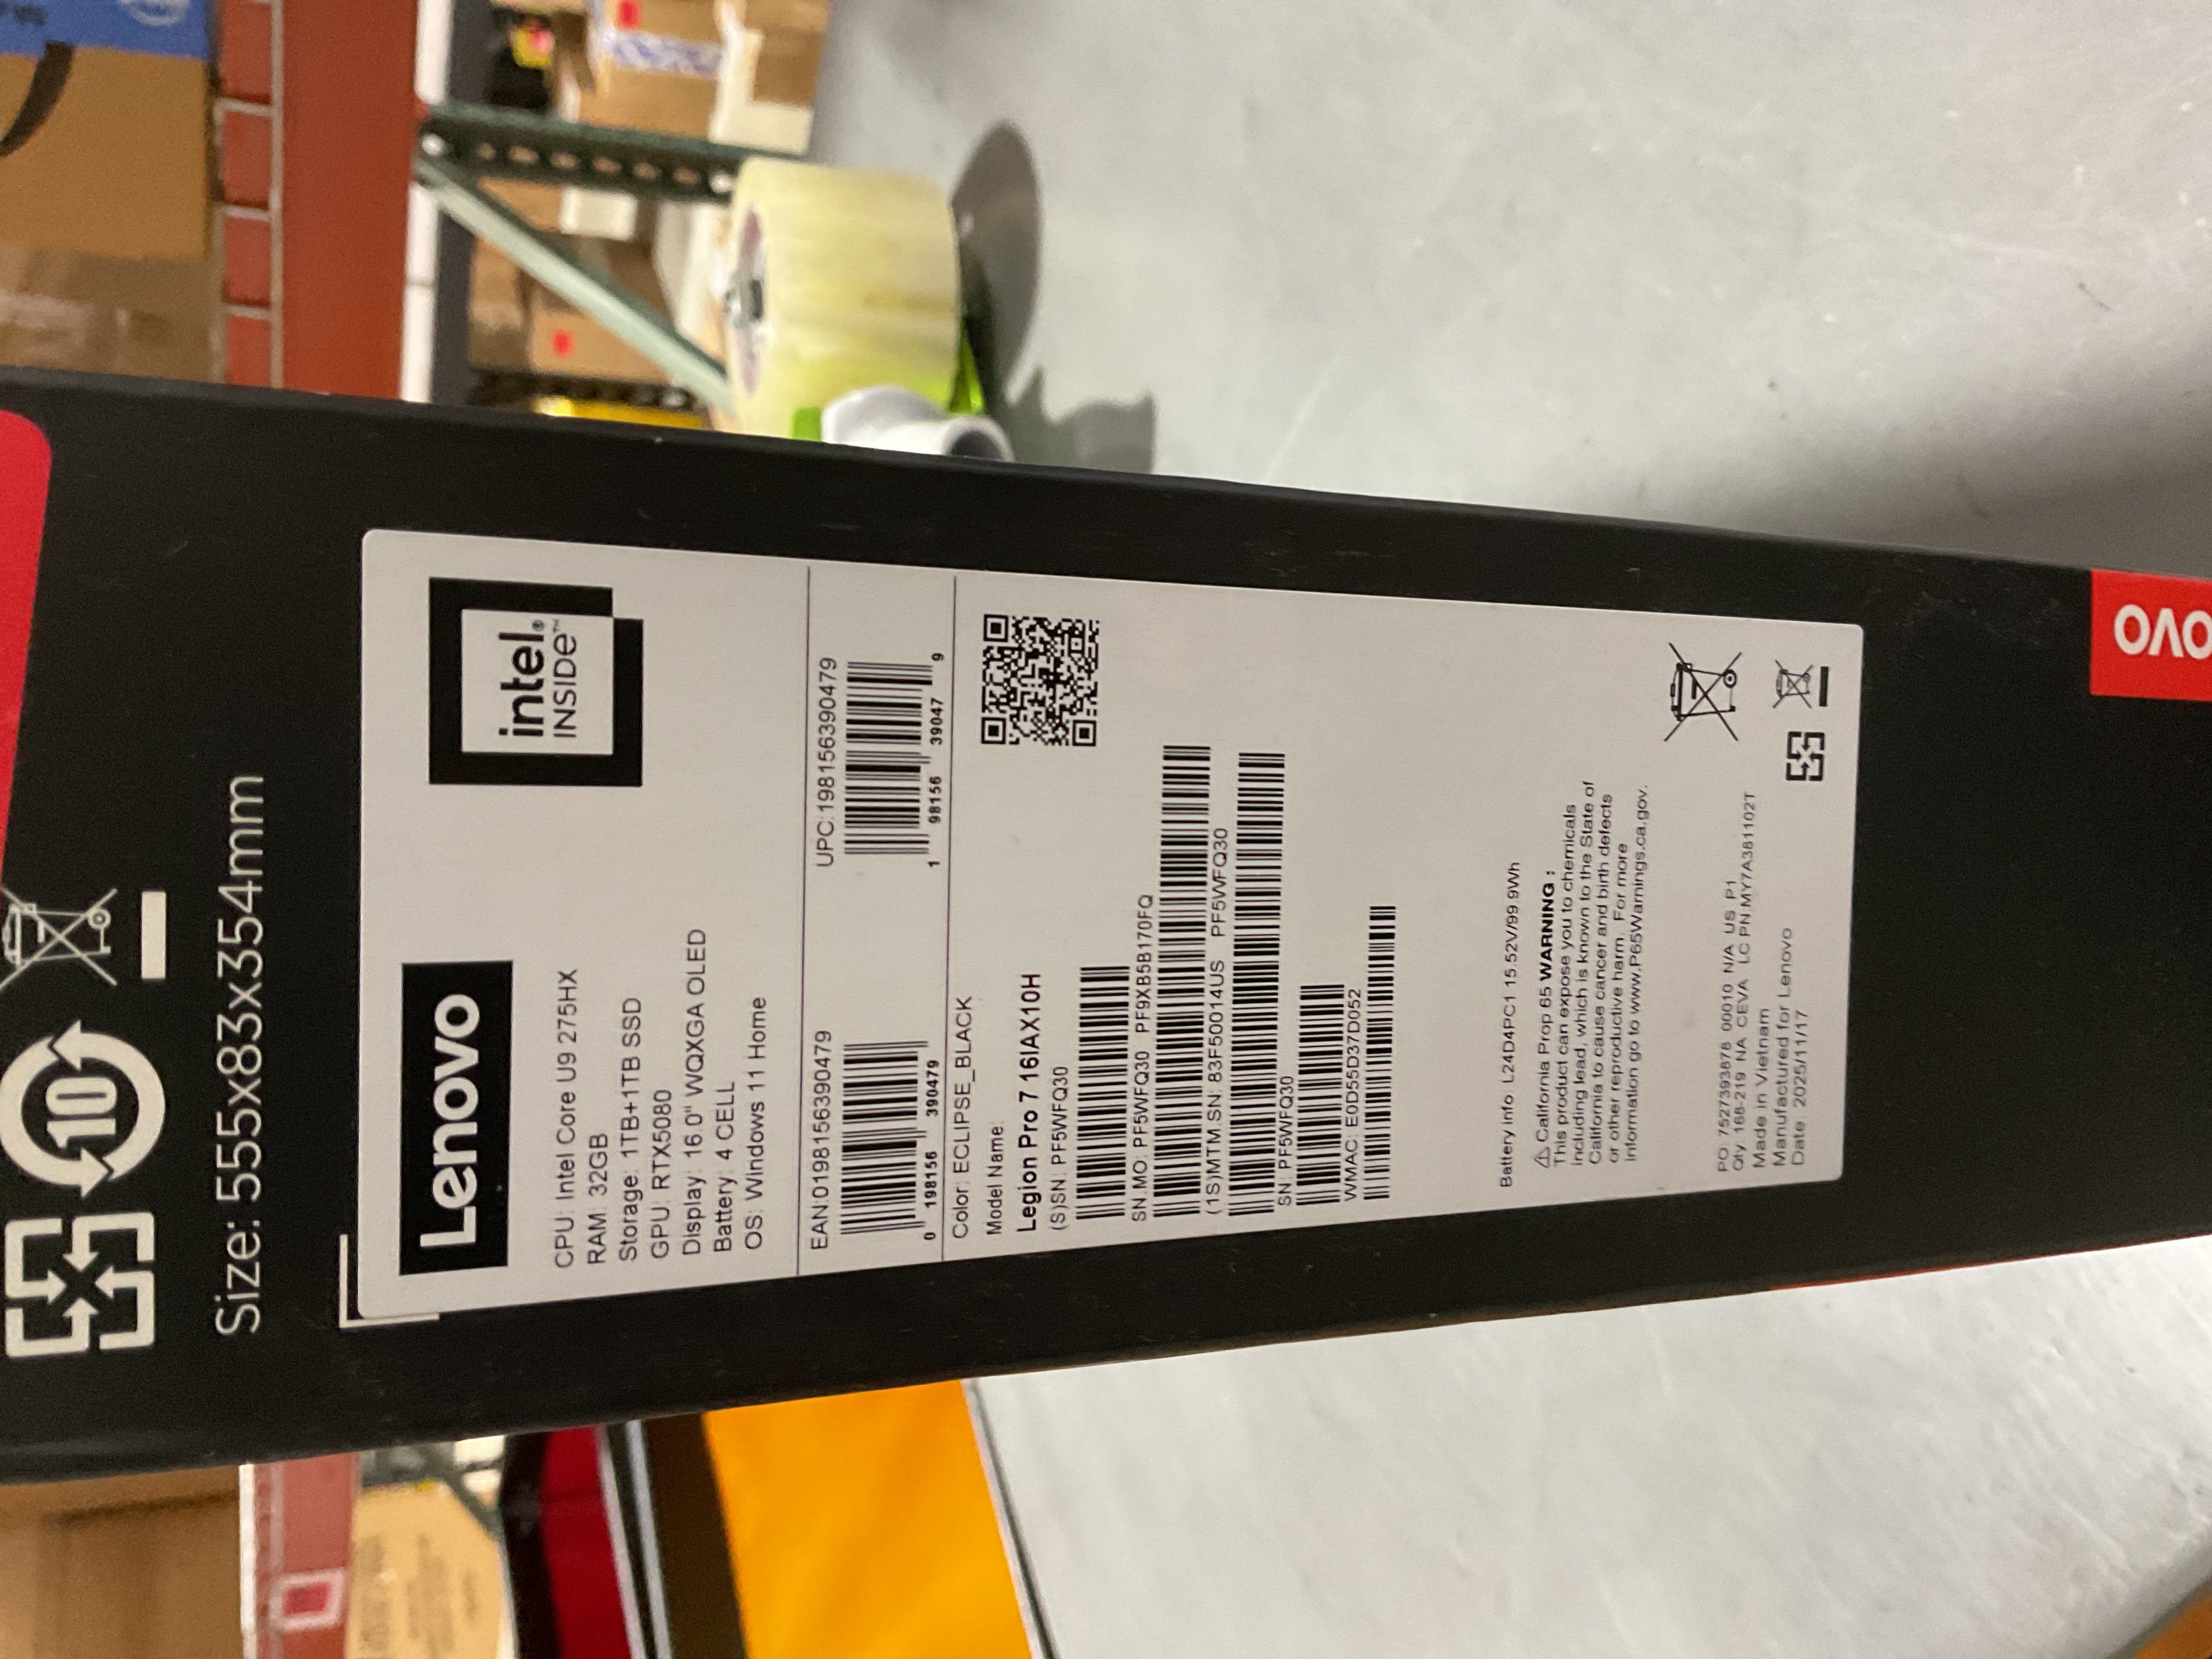 10
Size: 555x83x354mm
Lenovo
intel®
INSIDE™
CPU: Intel Core U9 275HX
RAM: 32GB
Storage: 1TB+1TB SSD
GPU: RTX5080
Display: 16.0" WQXGA OLED
Battery: 4 CELL
OS: Windows 11 Home
EAN:0198156390479
0 198156 390479
UPC:198156390479
1 98156 39047 9
Color: ECLIPSE_BLACK
Model Name:
Legion Pro 7 16IAX10H
(S)SN: PF5WFQ30
SN.MO: PF5WFQ30 PF9XB5B170FQ
(1S)MTM.SN: 83F50014US PF5WFQ30
SN: PF5WFQ30
WMAC: E0D55D37D052
Battery info: L24D4PC1 15.52V/99.9Wh
⚠ California Prop 65 WARNING :
This product can expose you to chemicals
including lead, which is known to the State of
California to cause cancer and birth defects
or other reproductive harm. For more
information go to www.P65Warnings.ca.gov.
PO: 7527393878 00010 N/A US P1
Qty: 168-219 NA CEVA LC PN:MY7A381102T
Made in Vietnam
Manufactured for Lenovo
Date: 2025/11/17
ovo